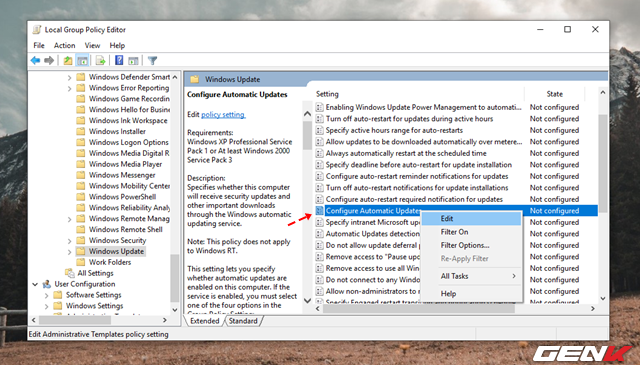 Local Group Policy Editor
File Action View Help
Windows Defender Smart
Windows Error Reporting
Windows Game Recording
Windows Hello for Business
Windows Ink Workspace
Windows Installer
Windows Logon Options
Windows Media Digital R
Windows Media Player
Windows Messenger
Windows Mobility Center
Windows PowerShell
Windows Reliability Analy
Windows Remote Manage
Windows Remote Shell
Windows Security
Windows Update
Work Folders
All Settings
User Configuration
Software Settings
Windows Settings
Windows Update
Configure Automatic Updates
Edit policy setting.
Requirements:
Windows XP Professional Service
Pack 1 or At least Windows 2000
Service Pack 3
Description:
Specifies whether this computer
will receive security updates and
other important downloads
through the Windows automatic
updating service.
Note: This policy does not apply
to Windows RT.
This setting lets you specify
whether automatic updates are
enabled on this computer. If the
service is enabled, you must select
one of the four options in the
Group Policy Setting:
Setting State
Enabling Windows Update Power Management to automati... Not configured
Turn off auto-restart for updates during active hours Not configured
Specify active hours range for auto-restarts Not configured
Allow updates to be downloaded automatically over metere... Not configured
Always automatically restart at the scheduled time Not configured
Specify deadline before auto-restart for update installation Not configured
Configure auto-restart reminder notifications for updates Not configured
Turn off auto-restart notifications for update installations Not configured
Configure auto-restart required notification for updates Not configured
Configure Automatic Updates Not configured
Specify intranet Microsoft upd Not configured
Automatic Updates detection Not configured
Do not allow update deferral p Not configured
Remove access to "Pause upd Not configured
Remove access to use all Win Not configured
Do not connect to any Windo Not configured
Allow non-administrators to r Not configured
Specify Engaged restart transition and notification Not configured
Edit
Filter On
Filter Options...
Re-Apply Filter
All Tasks
Help
Extended Standard
Edit Administrative Templates policy setting
GENK